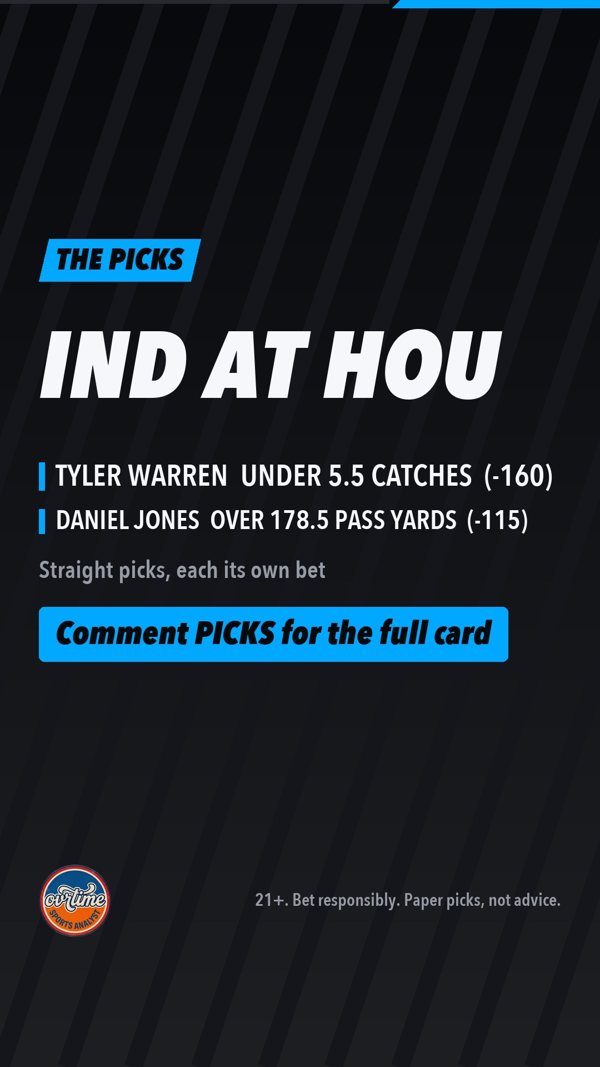 THE PICKS
IND AT HOU
TYLER WARREN UNDER 5.5 CATCHES (-160)
DANIEL JONES OVER 178.5 PASS YARDS (-115)
Straight picks, each its own bet
Comment PICKS for the full card
ovrtime
SPORTS ANALYST
21+. Bet responsibly. Paper picks, not advice.